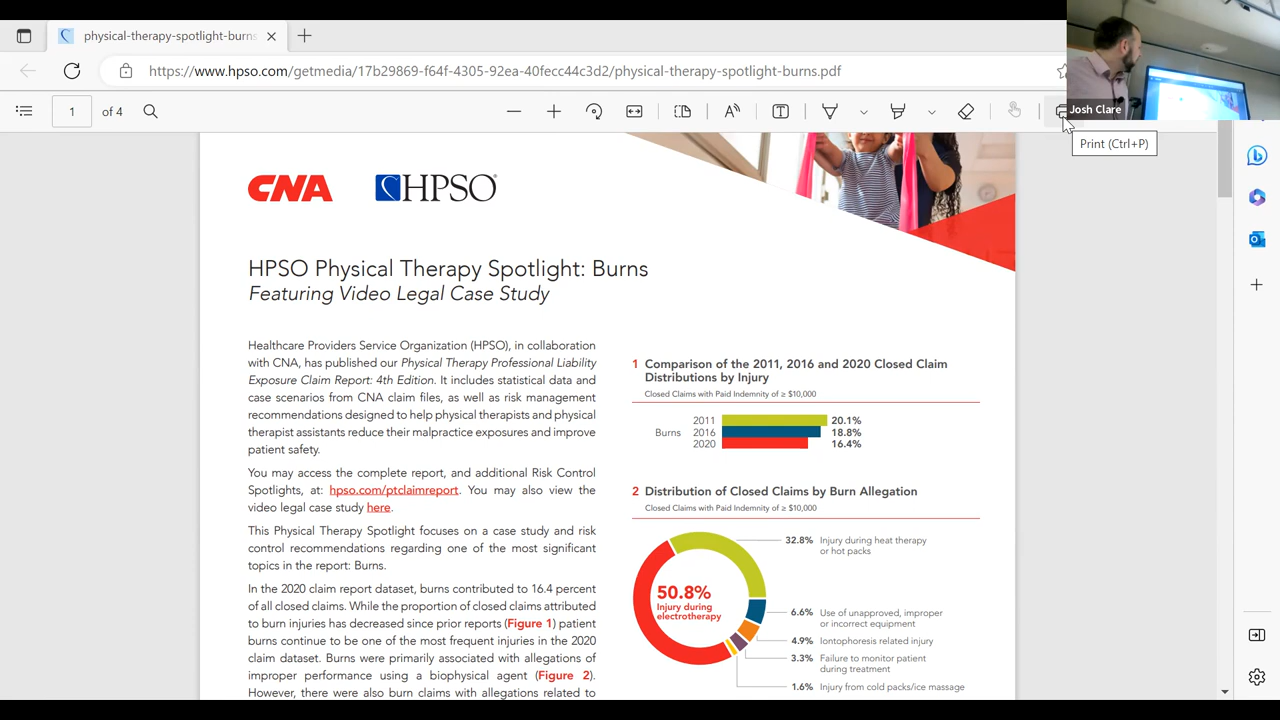 physical-therapy-spotlight-burns
https://www.hpso.com/getmedia/17b29869-f64f-4305-92ea-40fecc44c3d2/physical-therapy-spotlight-burns.pdf
1 of 4
Josh Clare
Print (Ctrl+P)
CNA HPSO
HPSO Physical Therapy Spotlight: Burns
Featuring Video Legal Case Study
Healthcare Providers Service Organization (HPSO), in collaboration
with CNA, has published our Physical Therapy Professional Liability
Exposure Claim Report: 4th Edition. It includes statistical data and
case scenarios from CNA claim files, as well as risk management
recommendations designed to help physical therapists and physical
therapist assistants reduce their malpractice exposures and improve
patient safety.
You may access the complete report, and additional Risk Control
Spotlights, at: hpso.com/ptclaimreport. You may also view the
video legal case study here.
This Physical Therapy Spotlight focuses on a case study and risk
control recommendations regarding one of the most significant
topics in the report: Burns.
In the 2020 claim report dataset, burns contributed to 16.4 percent
of all closed claims. While the proportion of closed claims attributed
to burn injuries has decreased since prior reports (Figure 1) patient
burns continue to be one of the most frequent injuries in the 2020
claim dataset. Burns were primarily associated with allegations of
improper performance using a biophysical agent (Figure 2).
However, there were also burn claims with allegations related to
1 Comparison of the 2011, 2016 and 2020 Closed Claim
Distributions by Injury
Closed Claims with Paid Indemnity of ≥ $10,000
Burns
2011 20.1%
2016 18.8%
2020 16.4%
2 Distribution of Closed Claims by Burn Allegation
Closed Claims with Paid Indemnity of ≥ $10,000
50.8%
Injury during
electrotherapy
32.8% Injury during heat therapy
or hot packs
6.6% Use of unapproved, improper
or incorrect equipment
4.9% Iontophoresis related injury
3.3% Failure to monitor patient
during treatment
1.6% Injury from cold packs/ice massage